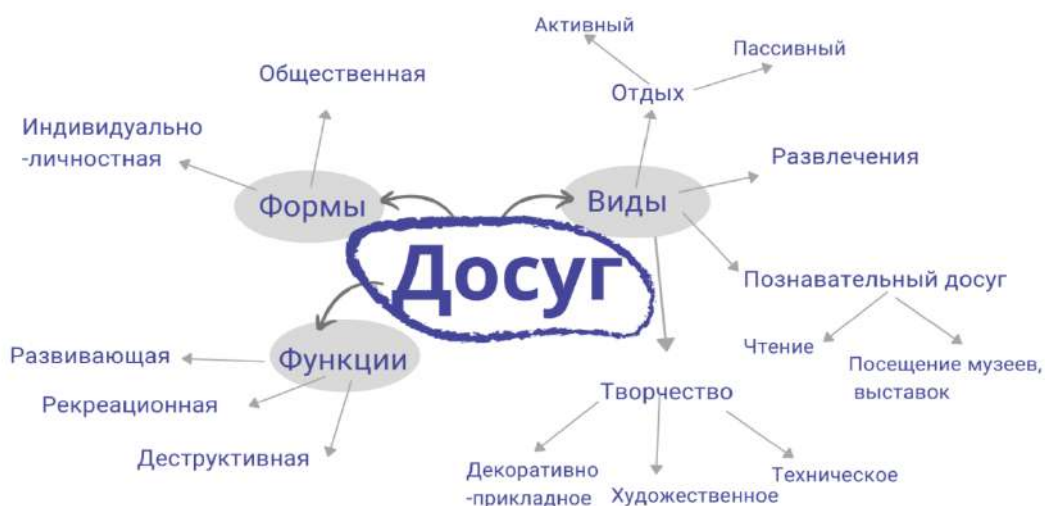 Активный
Пассивный
Отдых
Общественная
Индивидуально
-личностная
Развлечения
Формы
Виды
Досуг
Познавательный досуг
Функции
Развивающая
Чтение
Посещение музеев,
выставок
Рекреационная
Творчество
Деструктивная
Декоративно
-прикладное
Художественное
Техническое